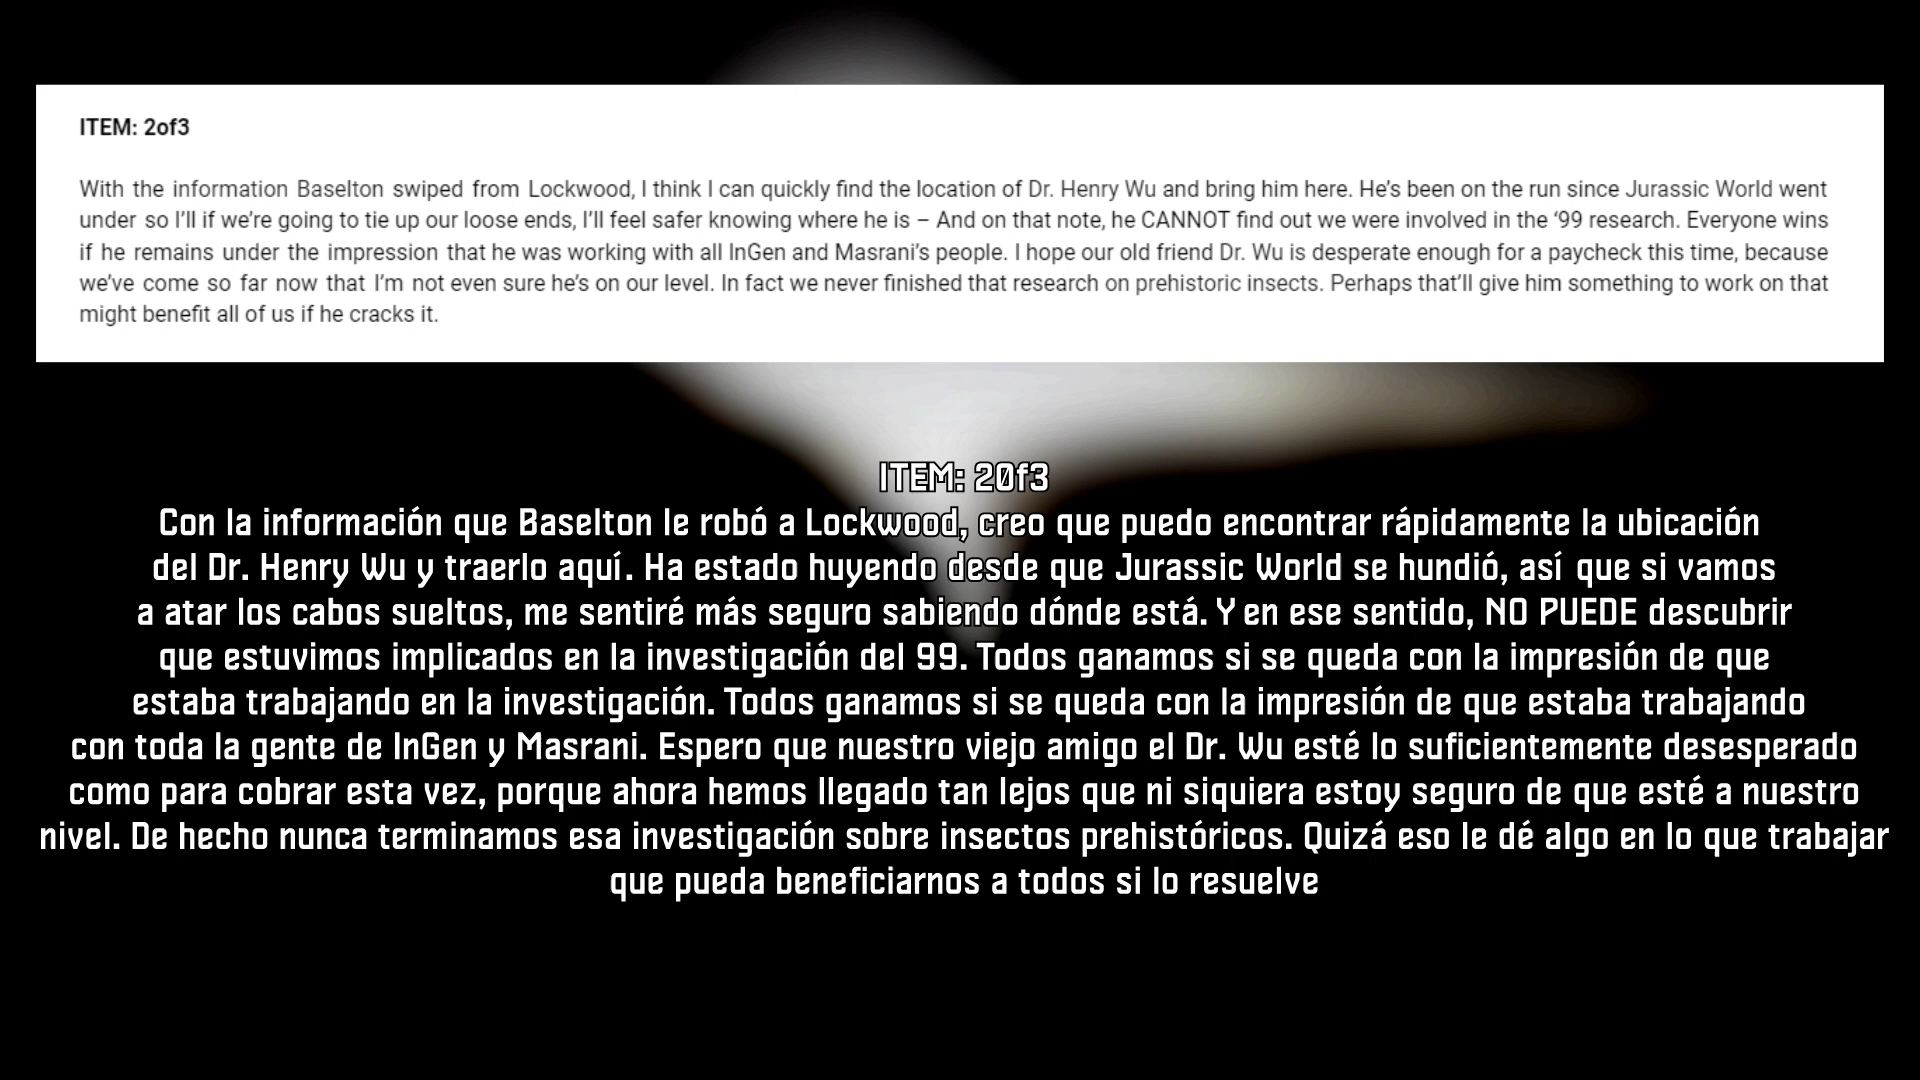 ITEM: 2of3
With the information Baselton swiped from Lockwood, I think I can quickly find the location of Dr. Henry Wu and bring him here. He's been on the run since Jurassic World went
under so I'll if we're going to tie up our loose ends, I'll feel safer knowing where he is – And on that note, he CANNOT find out we were involved in the '99 research. Everyone wins
if he remains under the impression that he was working with all InGen and Masrani's people. I hope our old friend Dr. Wu is desperate enough for a paycheck this time, because
we've come so far now that I'm not even sure he's on our level. In fact we never finished that research on prehistoric insects. Perhaps that'll give him something to work on that
might benefit all of us if he cracks it.
ITEM: 20f3
Con la información que Baselton le robó a Lockwood, creo que puedo encontrar rápidamente la ubicación
del Dr. Henry Wu y traerlo aquí. Ha estado huyendo desde que Jurassic World se hundió, así que si vamos
a atar los cabos sueltos, me sentiré más seguro sabiendo dónde está. Y en ese sentido, NO PUEDE descubrir
que estuvimos implicados en la investigación del 99. Todos ganamos si se queda con la impresión de que
estaba trabajando en la investigación. Todos ganamos si se queda con la impresión de que estaba trabajando
con toda la gente de InGen y Masrani. Espero que nuestro viejo amigo el Dr. Wu esté lo suficientemente desesperado
como para cobrar esta vez, porque ahora hemos llegado tan lejos que ni siquiera estoy seguro de que esté a nuestro
nivel. De hecho nunca terminamos esa investigación sobre insectos prehistóricos. Quizá eso le dé algo en lo que trabajar
que pueda beneficiarnos a todos si lo resuelve